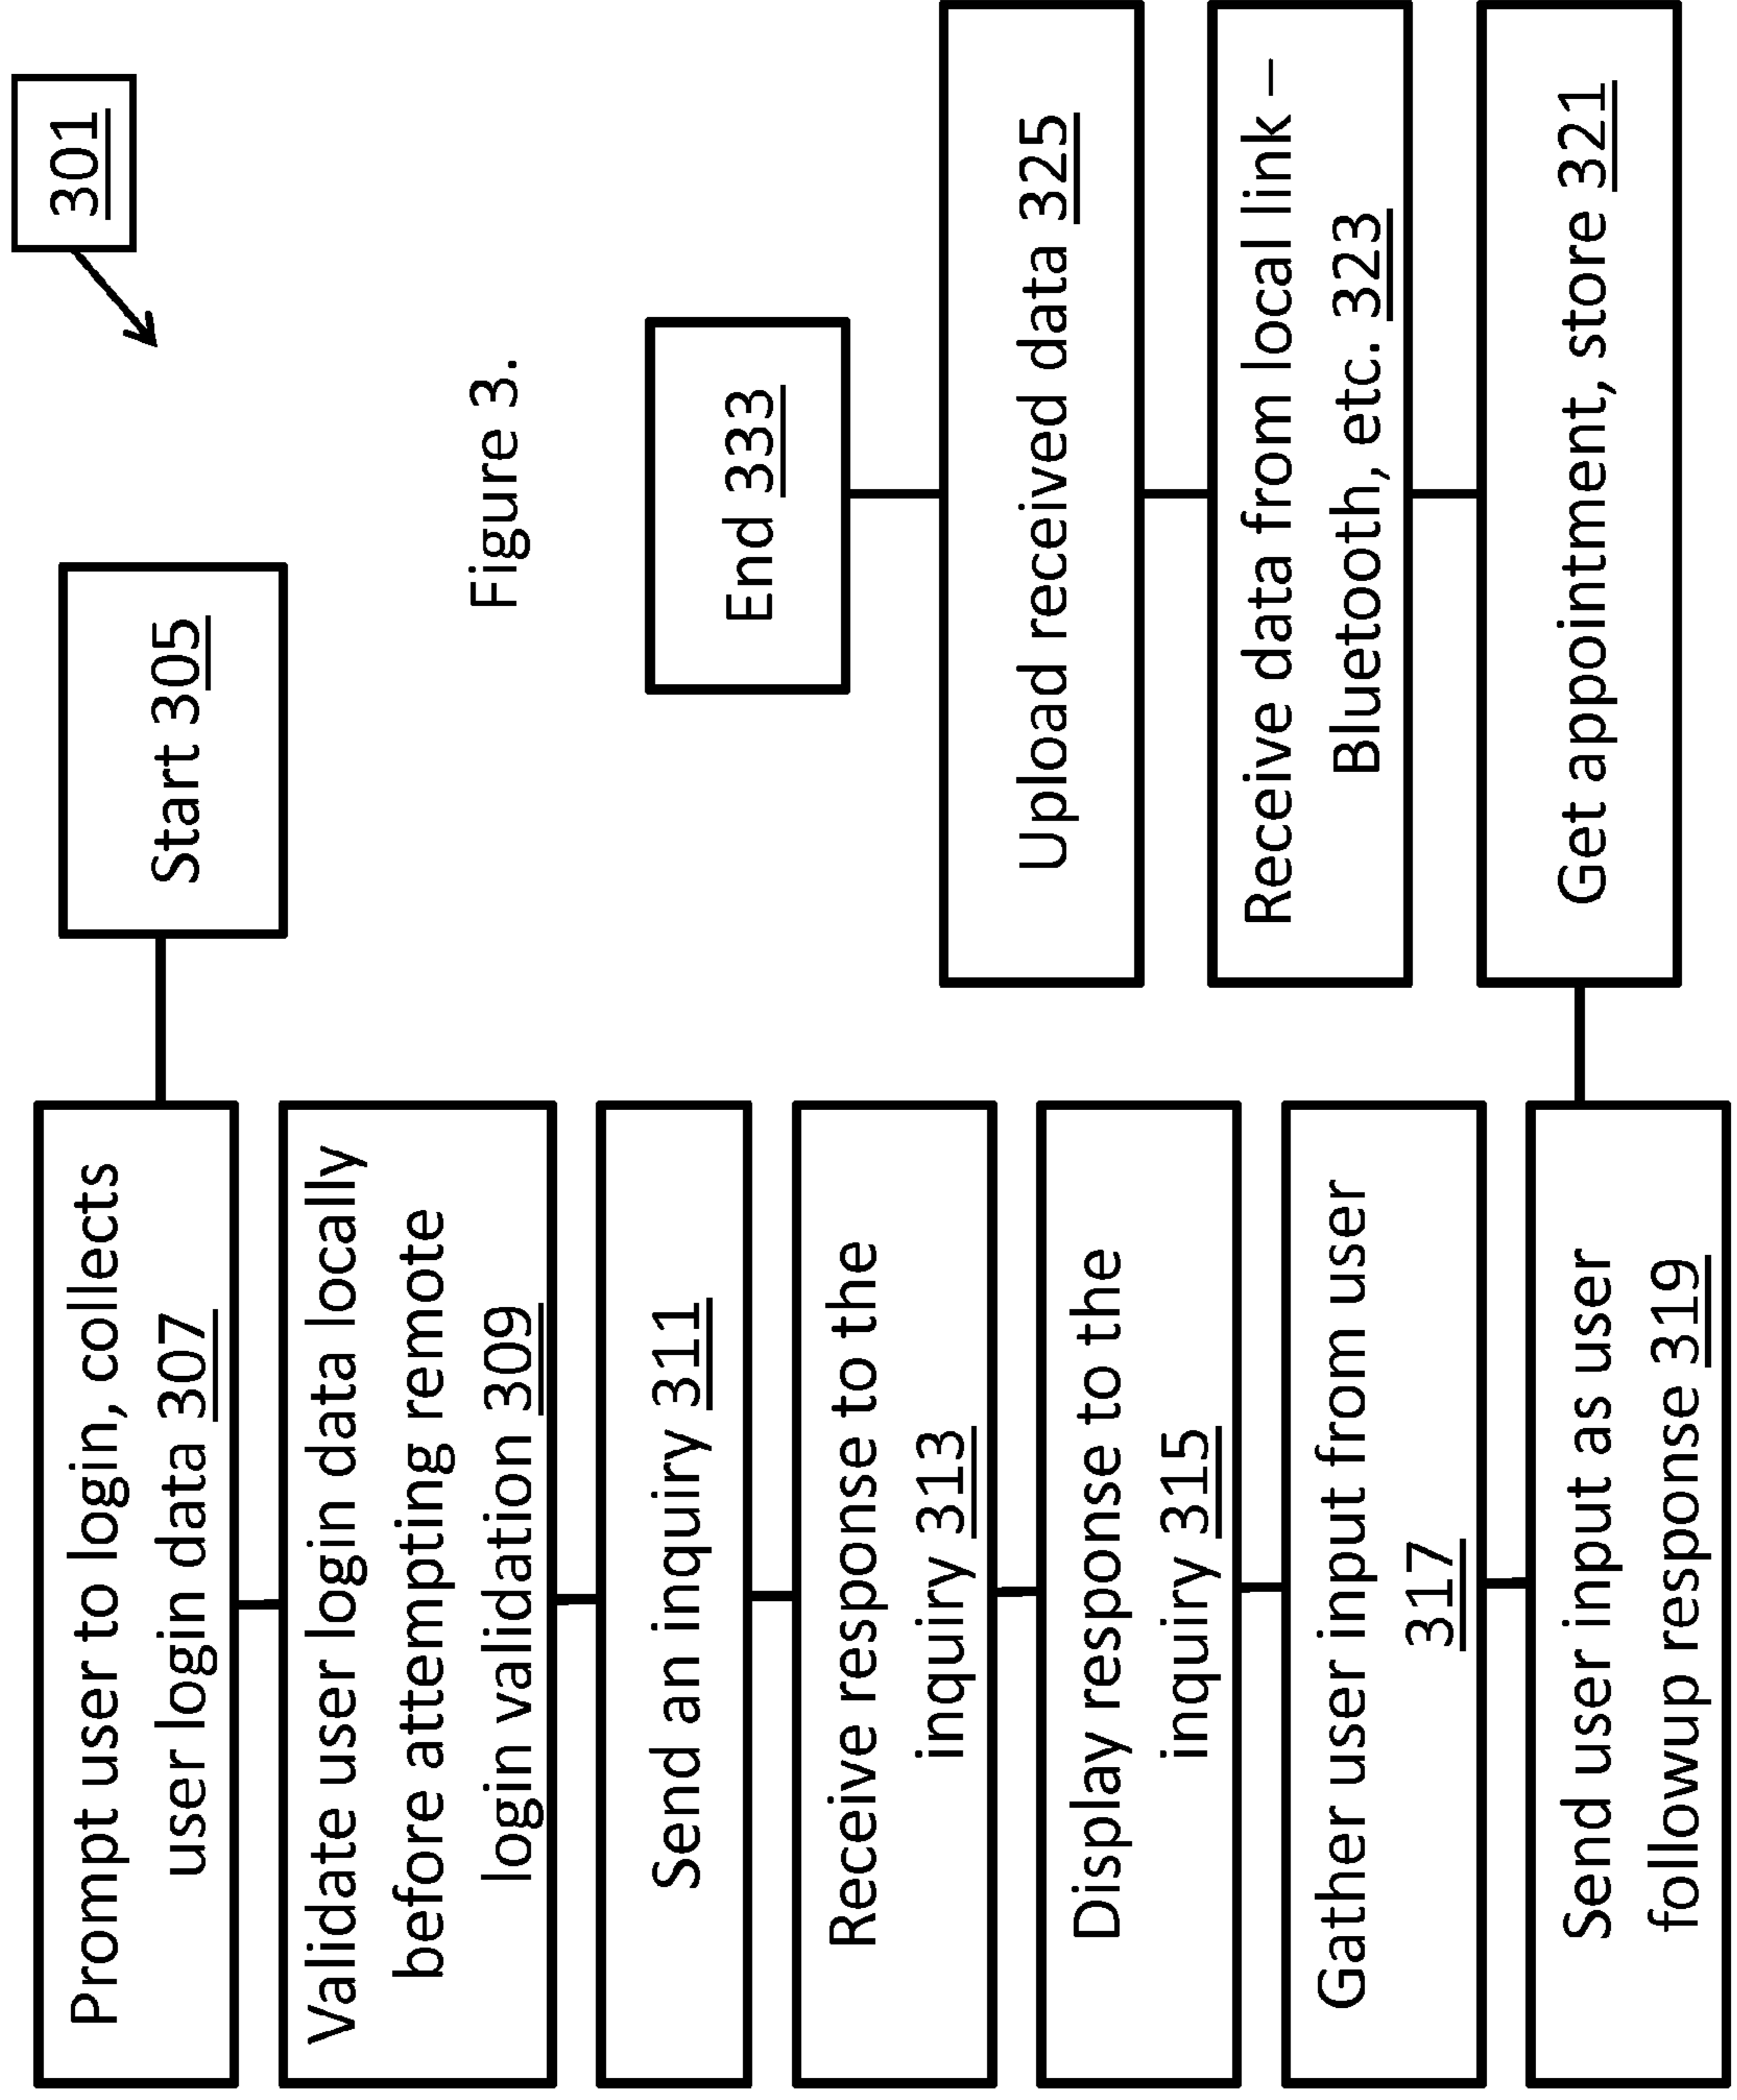 301
Start 305
Prompt user to login, collects
user login data 307
Validate user login data locally
before attempting remote
login validation 309
Send an inquiry 311
Receive response to the
inquiry 313
Display response to the
inquiry 315
Gather user input from user
317
Send user input as user
followup response 319
Get appointment, store 321
Receive data from local link –
Bluetooth, etc. 323
Upload received data 325
End 333
Figure 3.